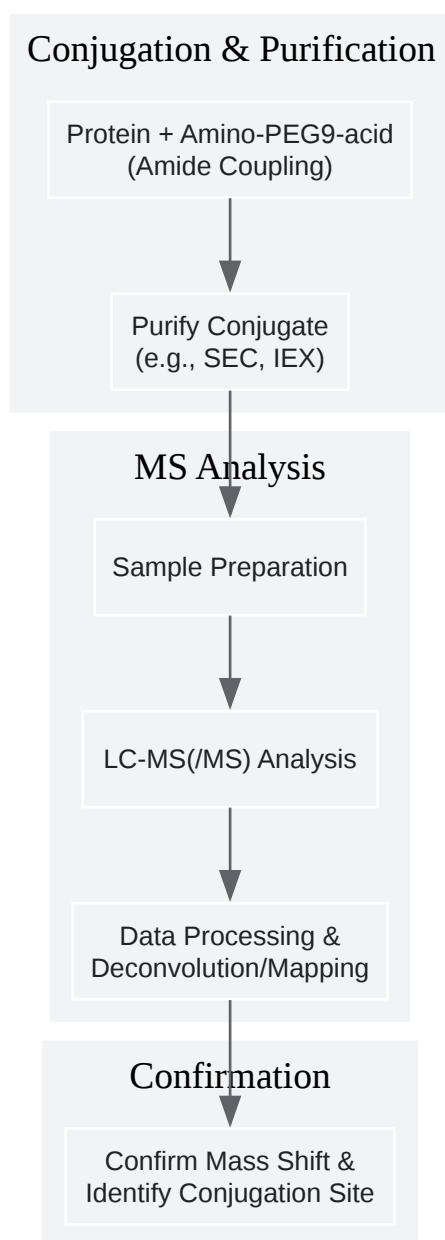 Conjugation & Purification
Protein + Amino-PEG9-acid
(Amide Coupling)
Purify Conjugate
(e.g., SEC, IEX)
MS Analysis
Sample Preparation
LC-MS(/MS) Analysis
Data Processing &
Deconvolution/Mapping
Confirmation
Confirm Mass Shift &
Identify Conjugation Site